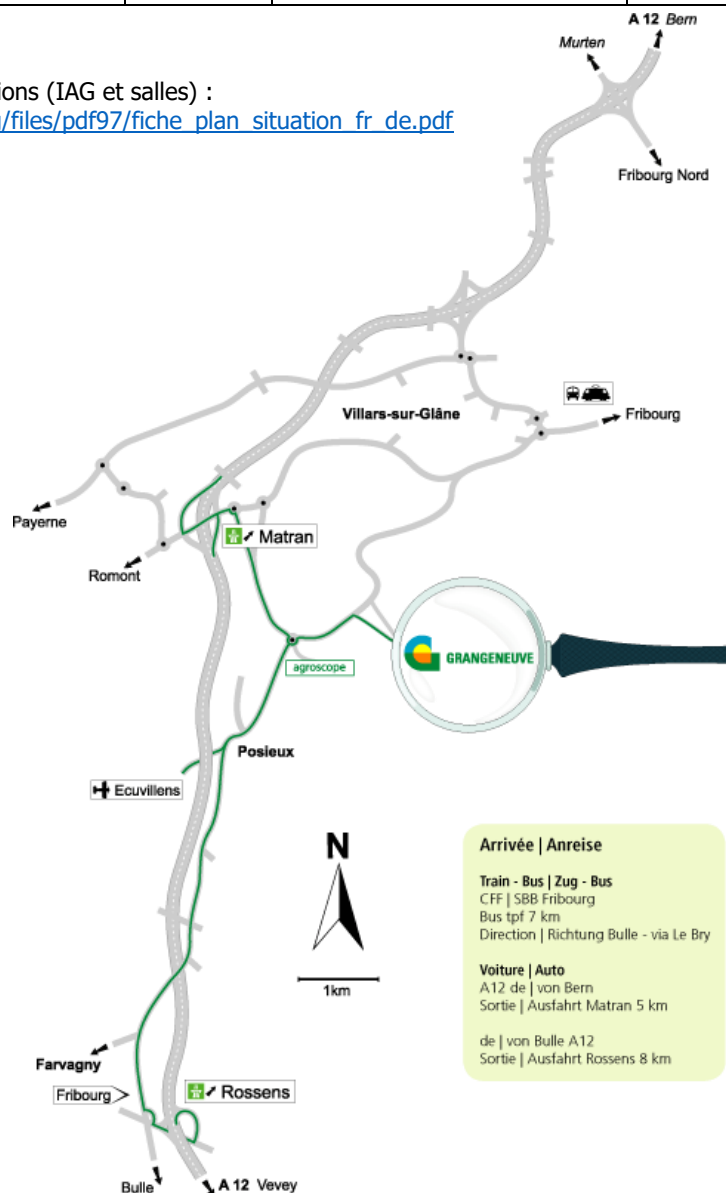 A 12 Bern
Murten
ions (IAG et salles) :
/files/pdf97/fiche_plan_situation_fr_de.pdf
Fribourg Nord
Villars-sur-Glâne
Fribourg
Payerne
Matran
Romont
GRANGENEUVE
agroscope
Posieux
Ecuvillens
N
1km
Arrivée | Anreise
Train - Bus | Zug - Bus
CFF | SBB Fribourg
Bus tpf 7 km
Direction | Richtung Bulle - via Le Bry
Voiture | Auto
A12 de | von Bern
Sortie | Ausfahrt Matran 5 km
de | von Bulle A12
Sortie | Ausfahrt Rossens 8 km
Farvagny
Fribourg
Rossens
Bulle
A 12 Vevey